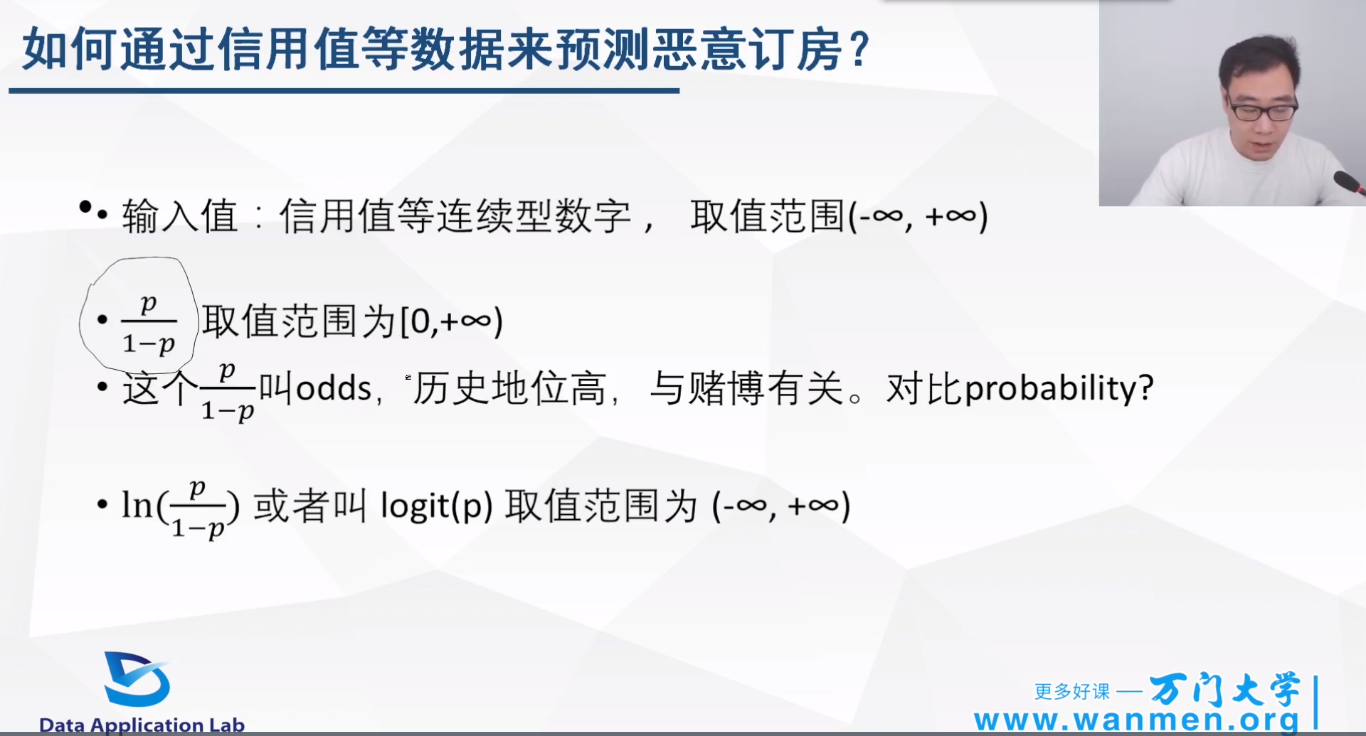 如何通过信用值等数据来预测恶意订房？
• 输入值：信用值等连续型数字， 取值范围(-∞, +∞)
• p/(1−p) 取值范围为[0,+∞)
• 这个p/(1−p)叫odds, 历史地位高, 与赌博有关。对比probability?
• ln(p/(1−p)) 或者叫 logit(p) 取值范围为 (-∞, +∞)
Data Application Lab
更多好课 — 万门大学
www.wanmen.org